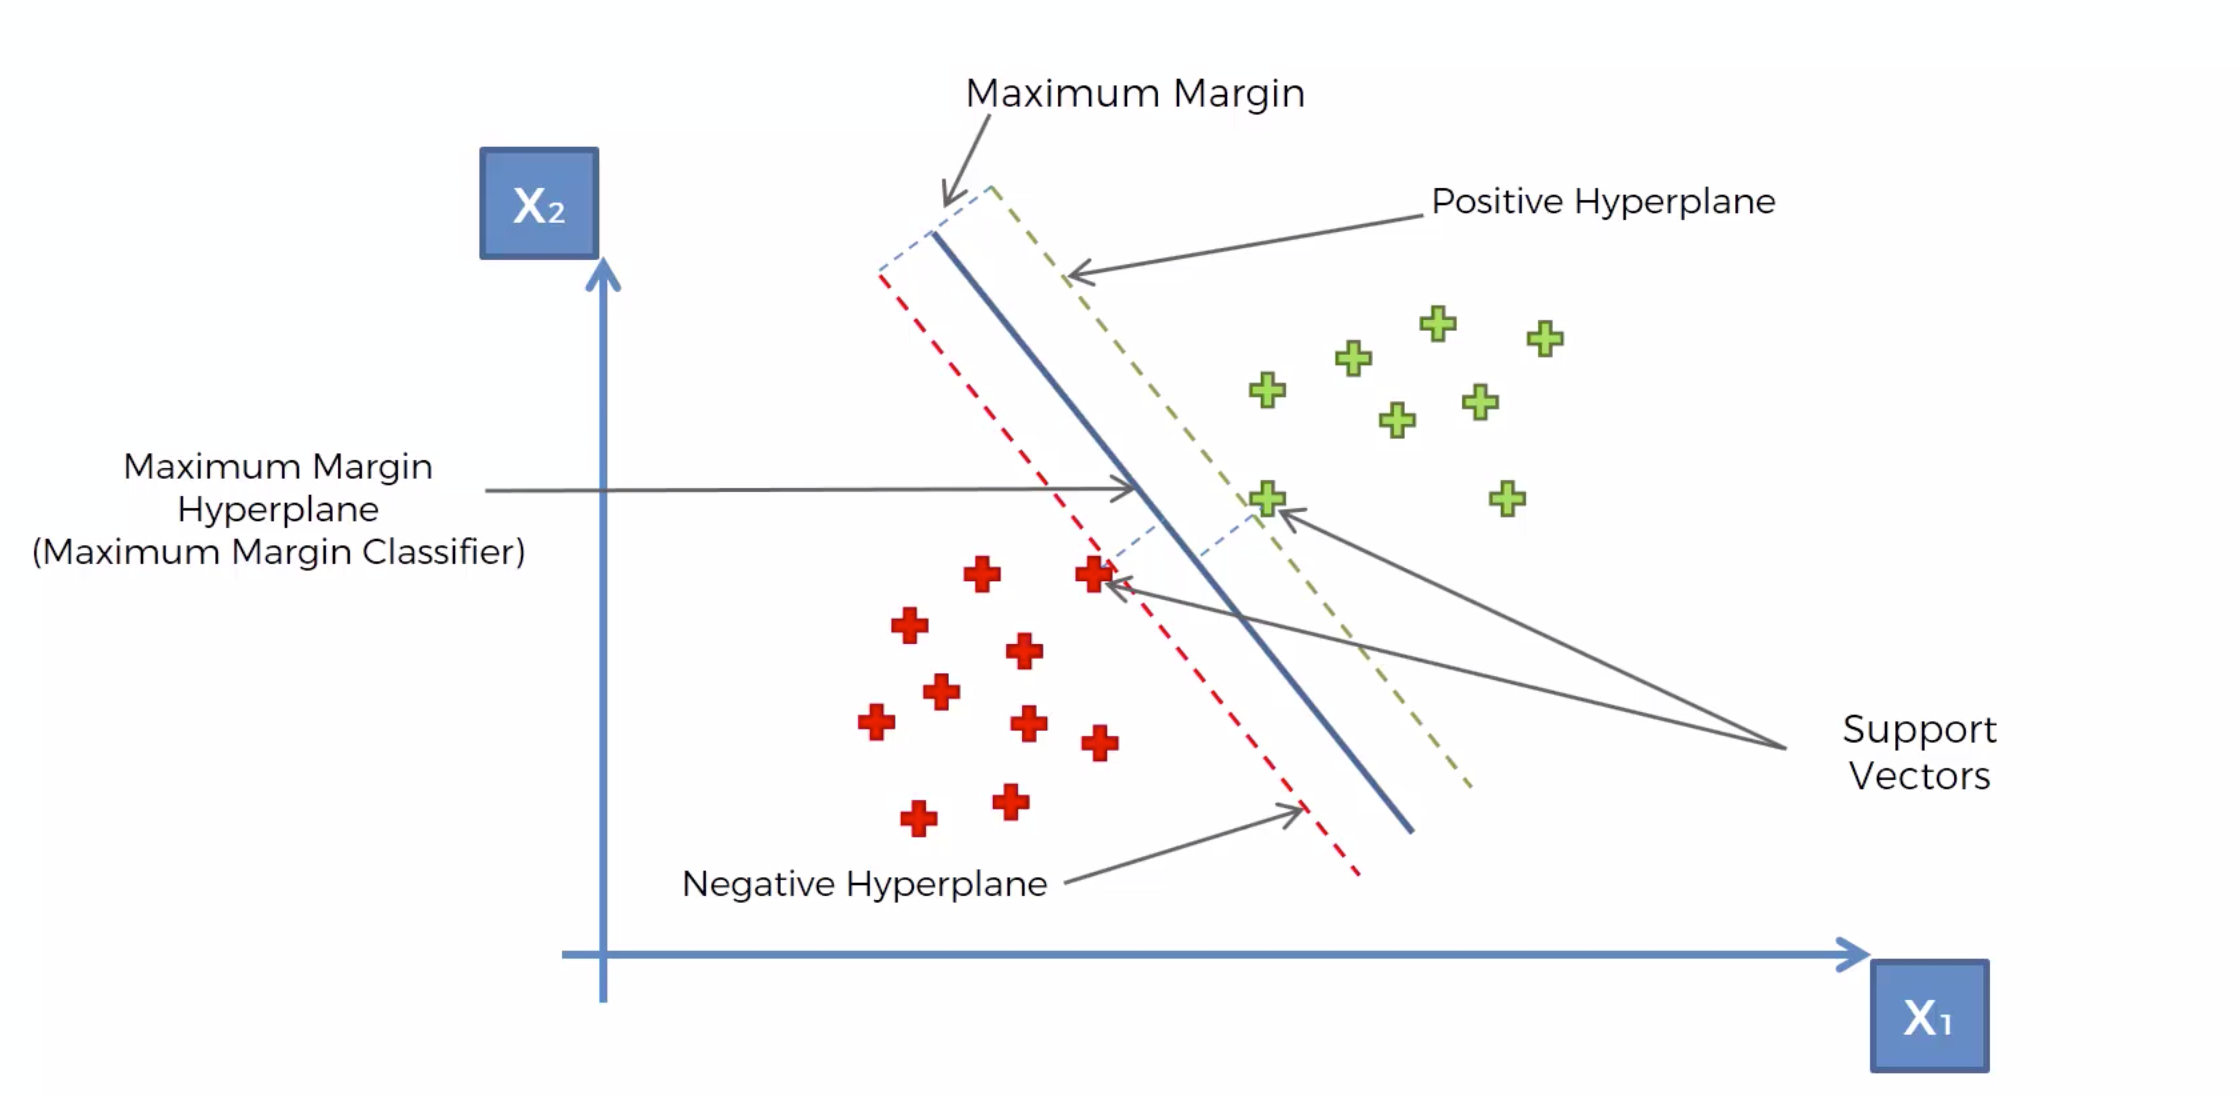 Maximum Margin
X₂
Positive Hyperplane
Maximum Margin
Hyperplane
(Maximum Margin Classifier)
Support
Vectors
Negative Hyperplane
X₁